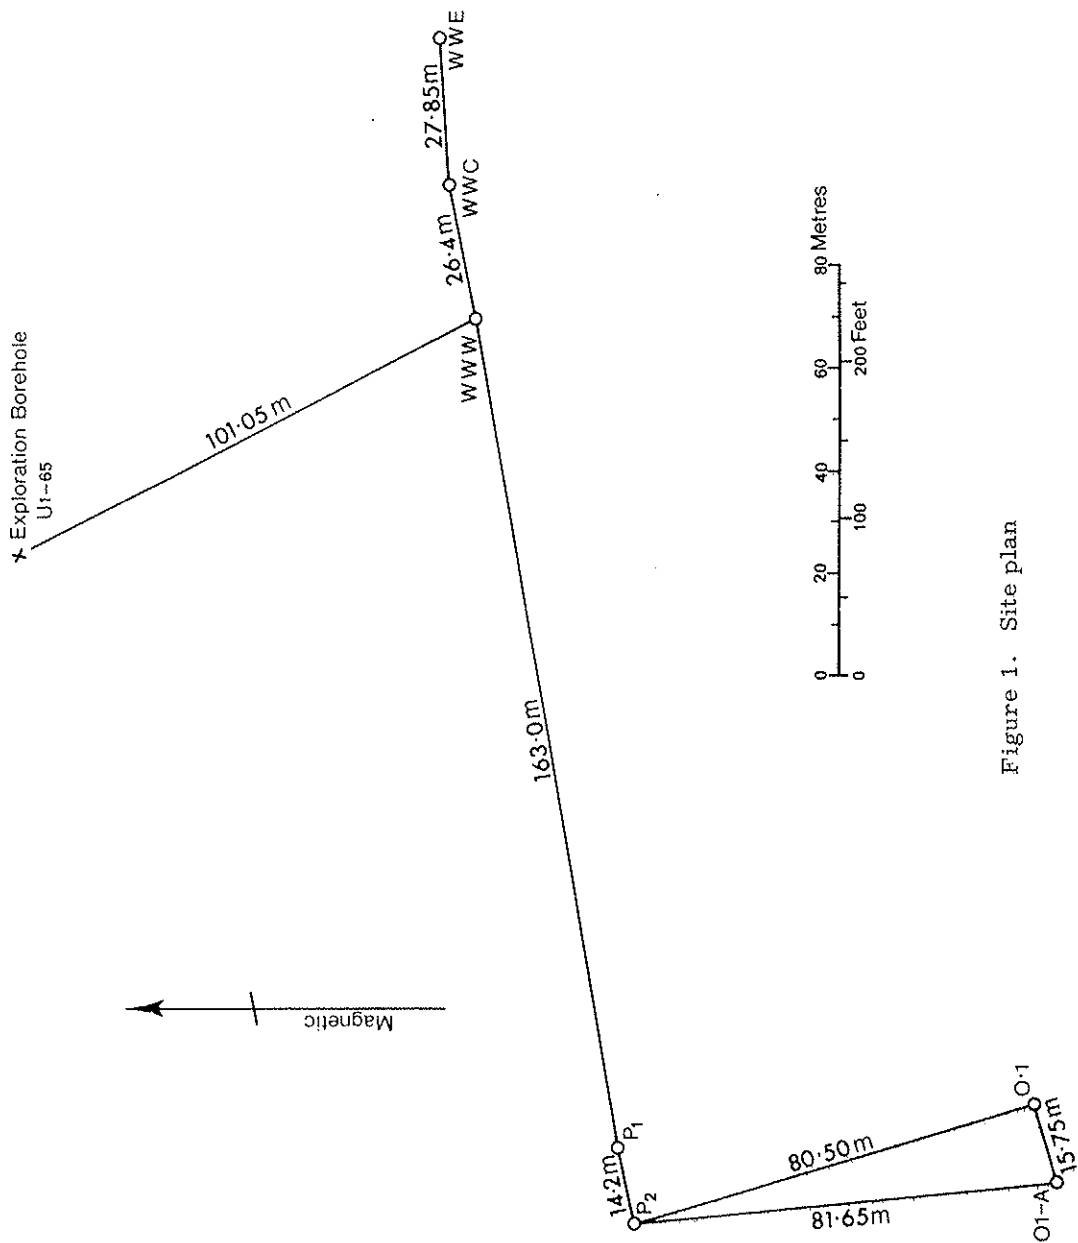 × Exploration Borehole
U1-65
101·05 m
WWE
27·85m
WWC
26·4m
WWW
163·0m
Magnetic
P1
14·2m
P2
80·50m
81·65m
O·1
15·75m
O1-A
0 20 40 60 80 Metres
0 100 200 Feet
Figure 1. Site plan